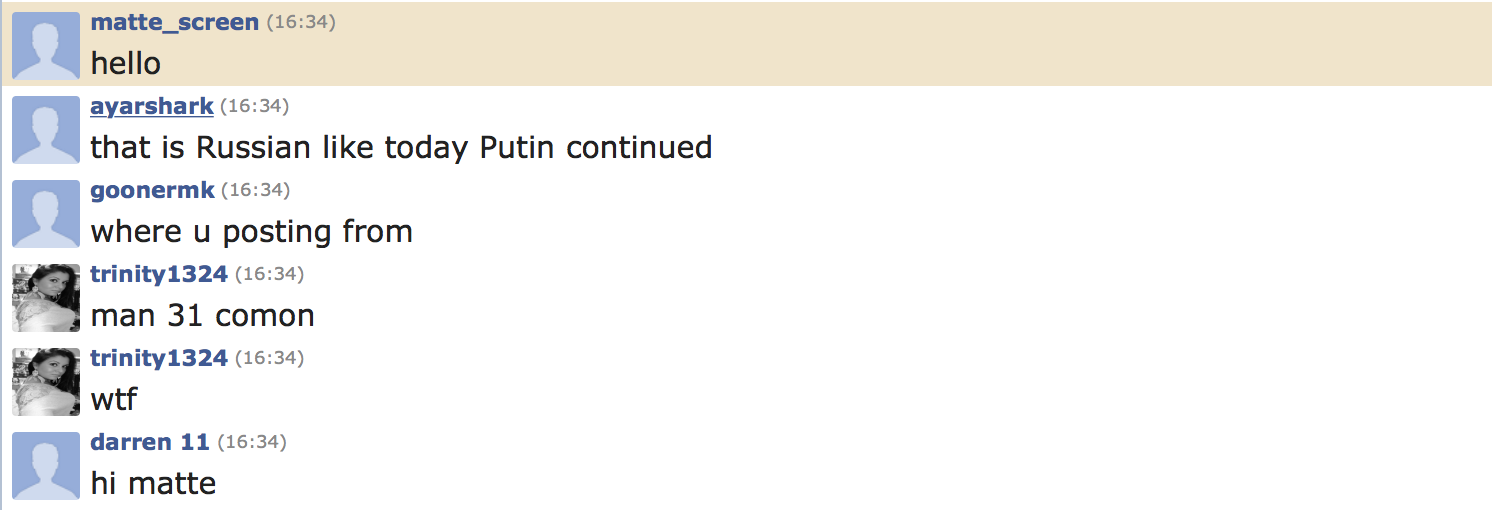 matte_screen (16:34)
hello
ayarshark (16:34)
that is Russian like today Putin continued
goonermk (16:34)
where u posting from
trinity1324 (16:34)
man 31 comon
trinity1324 (16:34)
wtf
darren 11 (16:34)
hi matte